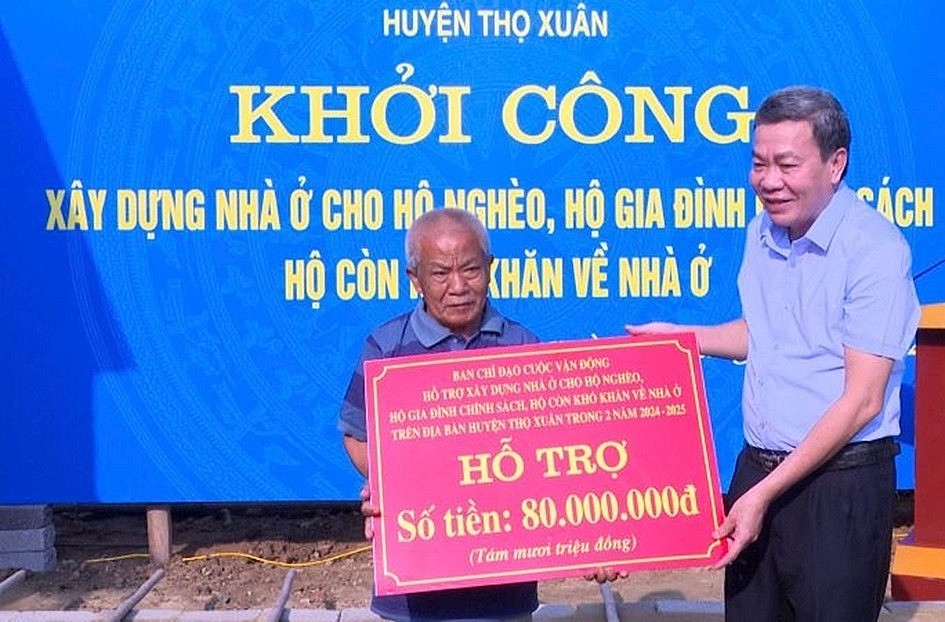 HUYỆN THỌ XUÂN
KHỞI CÔNG
XÂY DỰNG NHÀ Ở CHO HỘ NGHÈO, HỘ GIA ĐÌNH SÁCH
HỘ CÒN KHĂN VỀ NHÀ Ở
BAN CHỈ ĐẠO CUỘC VẬN ĐỘNG
HỖ TRỢ XÂY DỰNG NHÀ Ở CHO HỘ NGHÈO,
HỘ GIA ĐÌNH CHÍNH SÁCH, HỘ CÒN KHÓ KHĂN VỀ NHÀ Ở
TRÊN ĐỊA BÀN HUYỆN THỌ XUÂN TRONG 2 NĂM 2024-2025
HỖ TRỢ
Số tiền: 80.000.000đ
(Tám mươi triệu đồng)